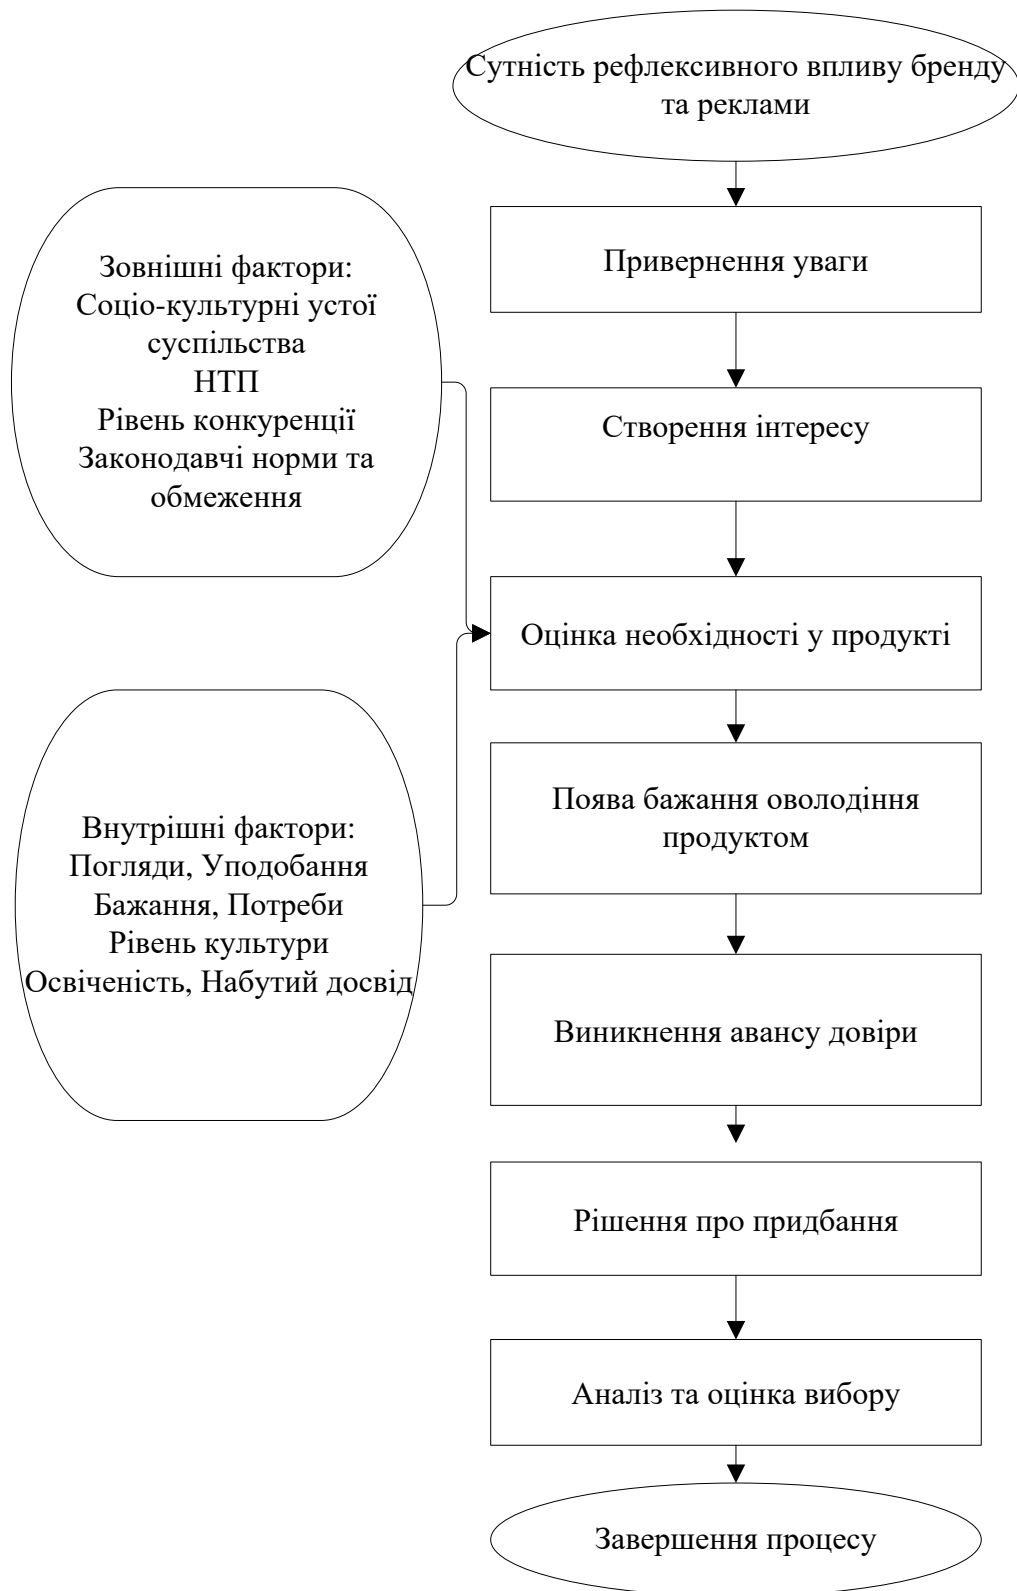 Сутність рефлексивного впливу бренду
та реклами
Привернення уваги
Зовнішні фактори:
Соціо-культурні устої
суспільства
НТП
Рівень конкуренції
Законодавчі норми та
обмеження
Створення інтересу
Оцінка необхідності у продукті
Поява бажання оволодіння
продуктом
Внутрішні фактори:
Погляди, Уподобання
Бажання, Потреби
Рівень культури
Освіченість, Набутий досвід
Виникнення авансу довіри
Рішення про придбання
Аналіз та оцінка вибору
Завершення процесу